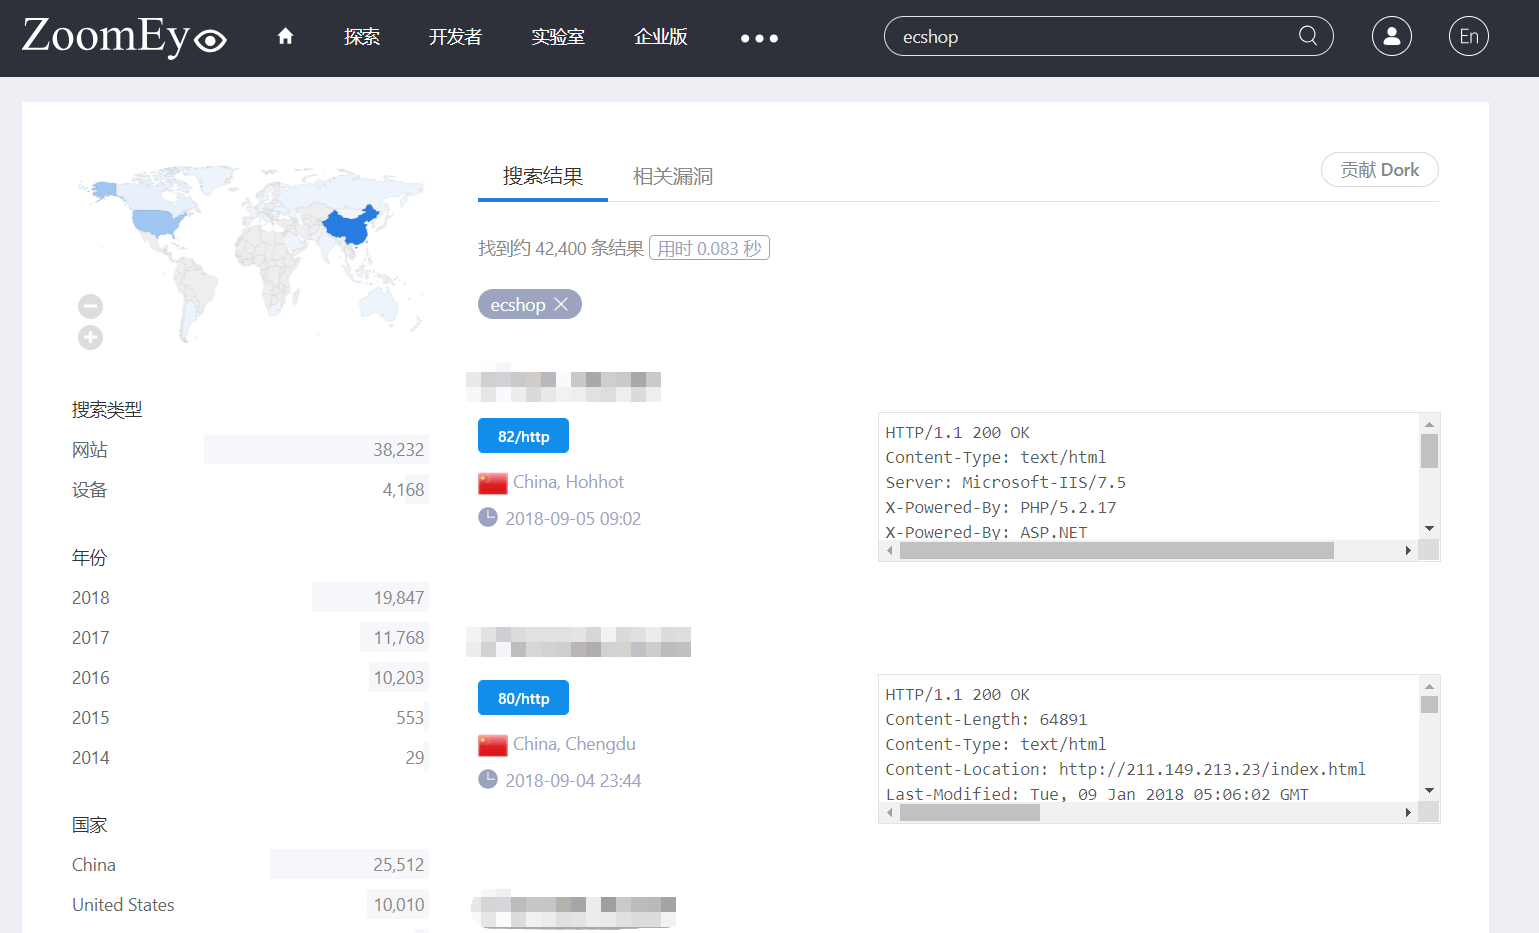 ZoomEye
探索 开发者 实验室 企业版 ●●●
ecshop
En
搜索结果 相关漏洞
贡献 Dork
找到约 42,400 条结果 用时 0.083 秒
ecshop
搜索类型
网站 38,232
设备 4,168
年份
2018 19,847
2017 11,768
2016 10,203
2015 553
2014 29
国家
China 25,512
United States 10,010
82/http
China, Hohhot
2018-09-05 09:02
HTTP/1.1 200 OK
Content-Type: text/html
Server: Microsoft-IIS/7.5
X-Powered-By: PHP/5.2.17
X-Powered-By: ASP.NET
80/http
China, Chengdu
2018-09-04 23:44
HTTP/1.1 200 OK
Content-Length: 64891
Content-Type: text/html
Content-Location: http://211.149.213.23/index.html
Last-Modified: Tue, 09 Jan 2018 05:06:02 GMT